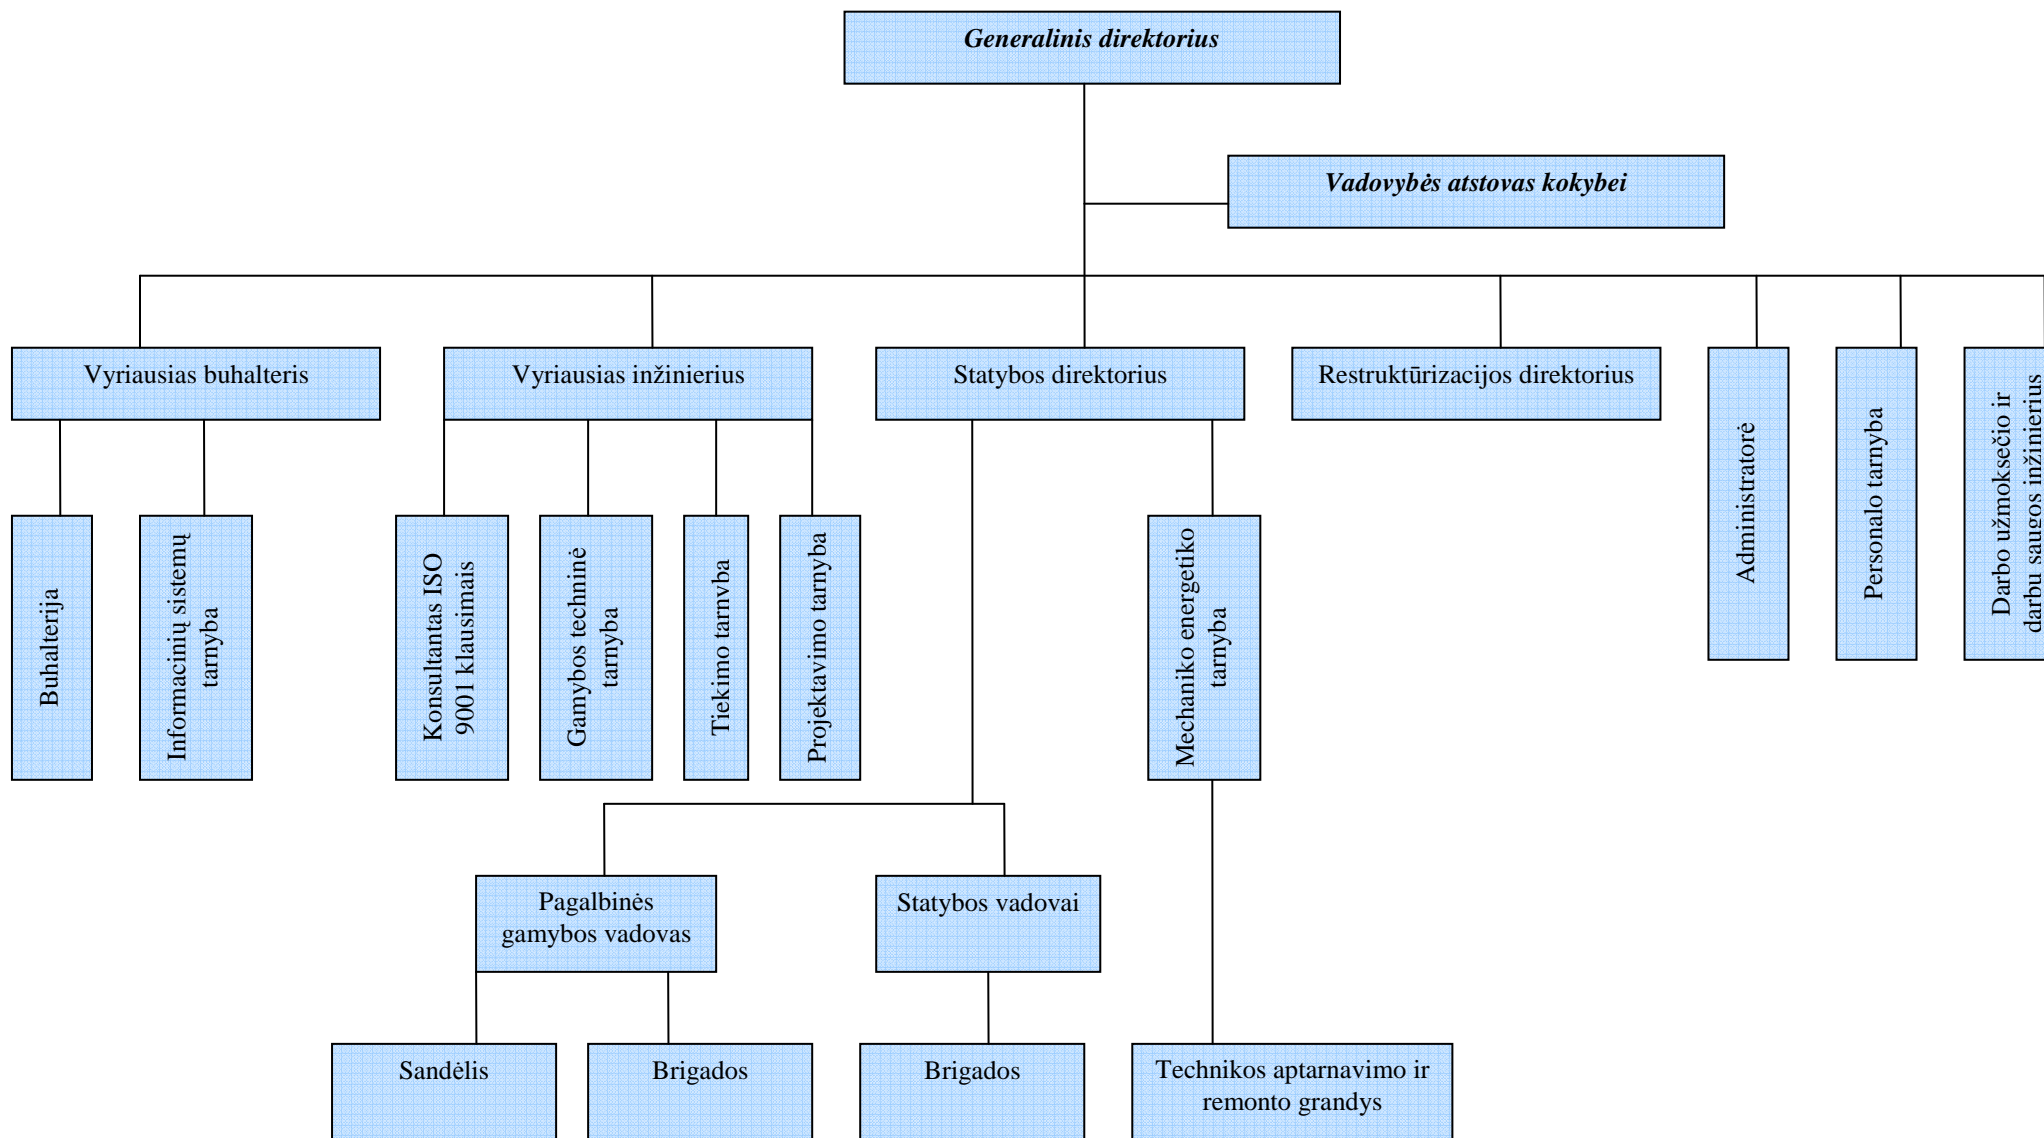 Generalinis direktorius
Vadovybės atstovas kokybei
Vyriausias buhalteris
Vyriausias inžinierius
Statybos direktorius
Restruktūrizacijos direktorius
Administratorė
Personalo tarnyba
Darbo užmoksečio ir
darbu saugos inžinierius
Buhalterija
Informacinių sistemų
tarnyba
Konsultantas ISO
9001 klausimais
Gamybos techninė
tarnyba
Tiekimo tarnyba
Projektavimo tarnyba
Mechaniko energetiko
tarnyba
Pagalbinės
gamybos vadovas
Statybos vadovai
Sandėlis
Brigados
Brigados
Technikos aptarnavimo ir
remonto grandys